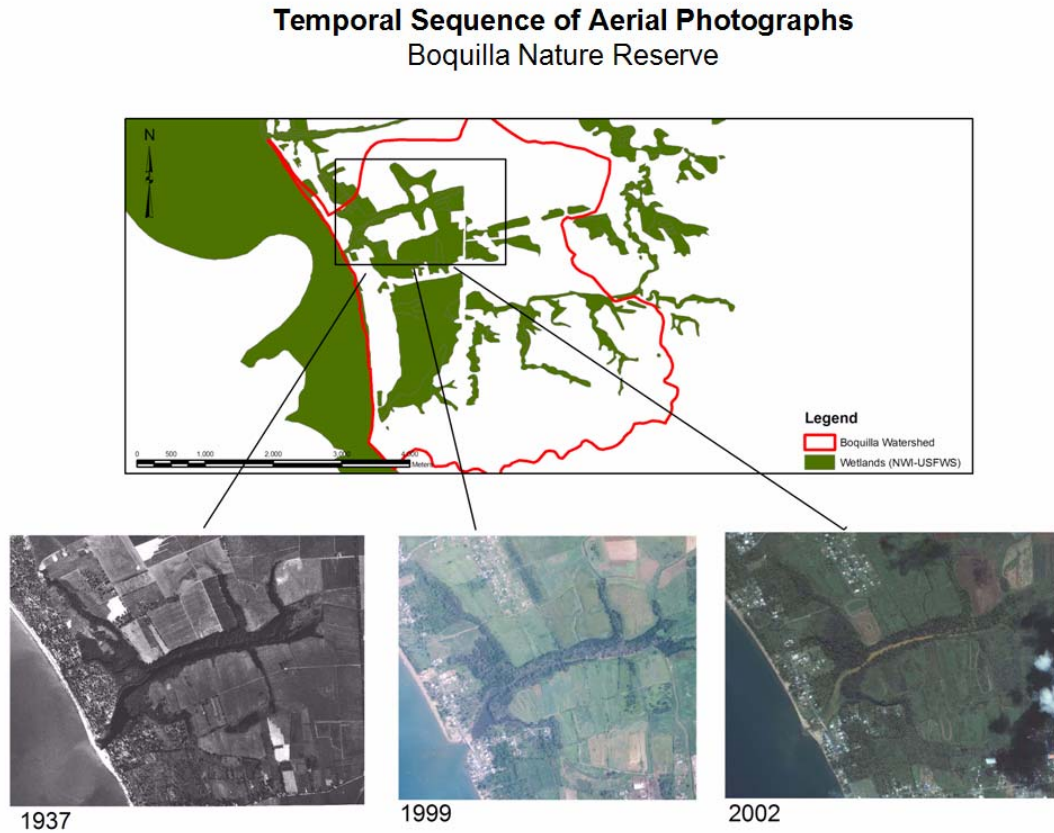 Temporal Sequence of Aerial Photographs
Boquilla Nature Reserve
N
0 500 1,000 2,000 3,000 4,000
Meters
Legend
Boquilla Watershed
Wetlands (NWI-USFWS)
1937
1999
2002